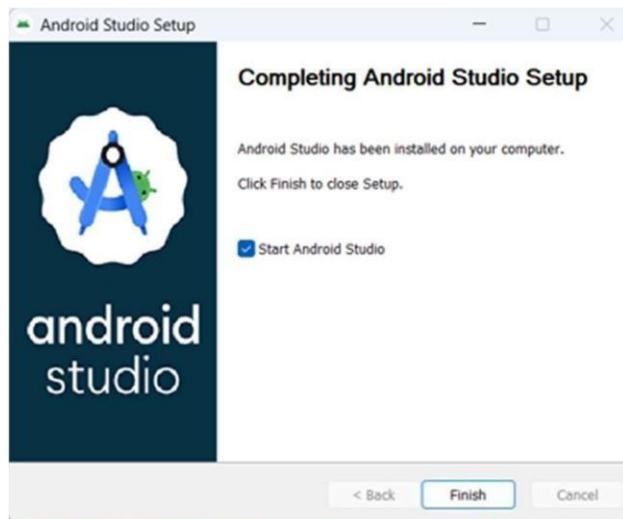 Android Studio Setup
Completing Android Studio Setup
Android Studio has been installed on your computer.
Click Finish to close Setup.
Start Android Studio
android
studio
< Back
Finish
Cancel